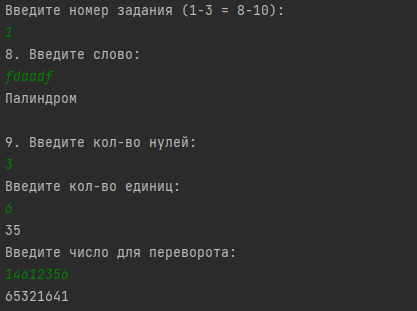 Введите номер задания (1-3 = 8-10):
1
8. Введите слово:
fdaadf
Палиндром
9. Введите кол-во нулей:
3
Введите кол-во единиц:
6
35
Введите число для переворота:
14612356
65321641